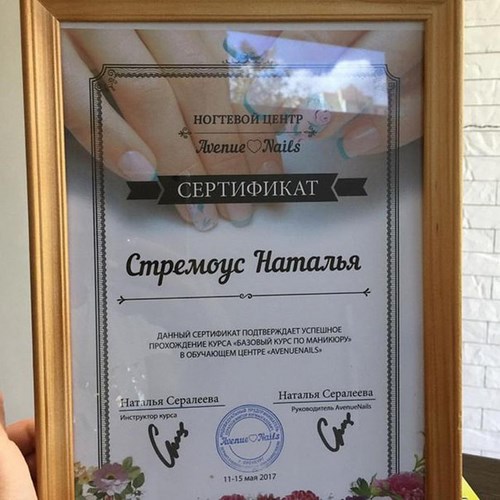 НОГТЕВОЙ ЦЕНТР
Avenue♡Nails
СЕРТИФИКАТ
Стремоус Наталья
ДАННЫЙ СЕРТИФИКАТ ПОДТВЕРЖДАЕТ УСПЕШНОЕ
ПРОХОЖДЕНИЕ КУРСА «БАЗОВЫЙ КУРС ПО МАНИКЮРУ»
В ОБУЧАЮЩЕМ ЦЕНТРЕ «AVENUENAILS»
Наталья Сералеева
Инструктор курса
Наталья Сералеева
Руководитель AvenueNails
Avenue♡Nails
11-15 мая 2017